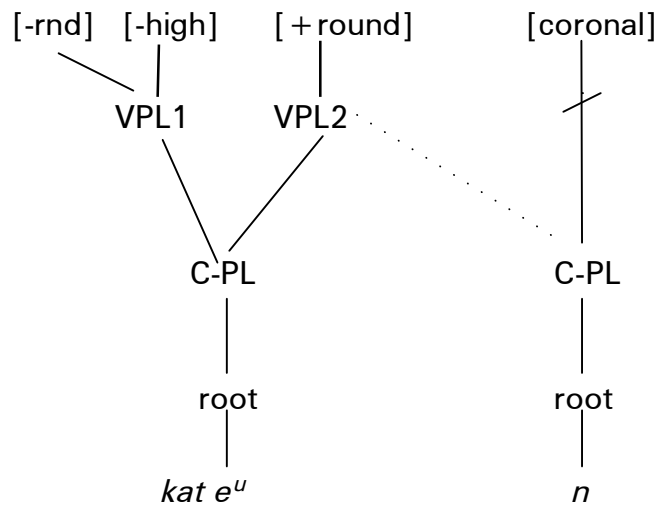 [-rnd] [-high] [+round] [coronal]
VPL1 VPL2
C-PL C-PL
root root
kat eᵘ n